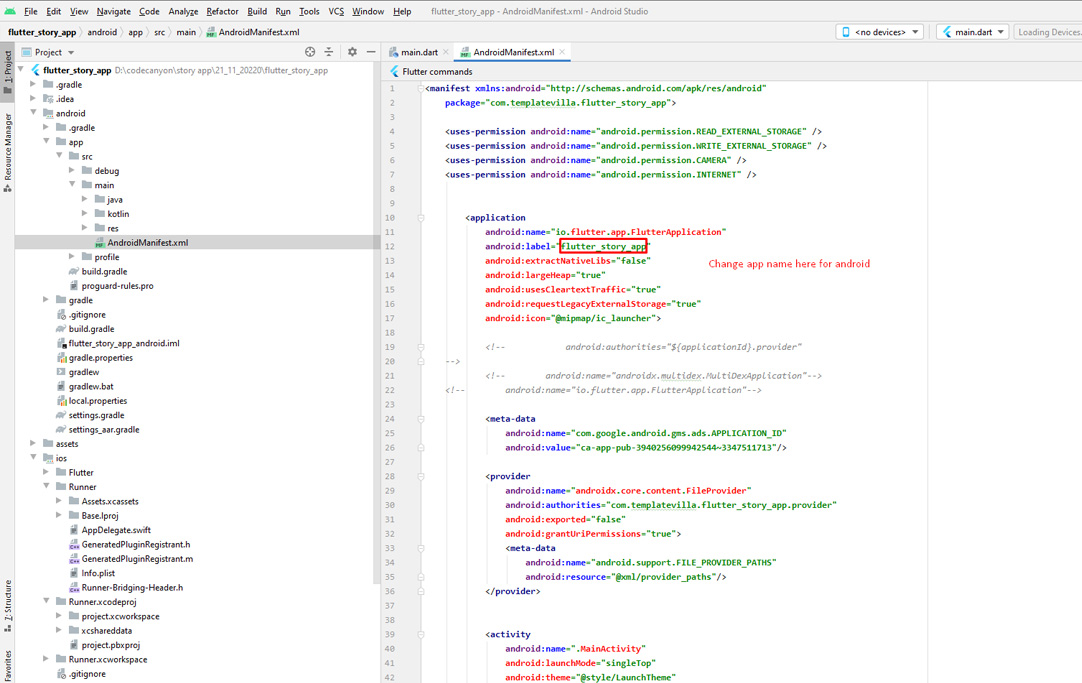 File Edit View Navigate Code Analyze Refactor Build Run Tools VCS Window Help flutter_story_app - AndroidManifest.xml - Android Studio
flutter_story_app android app src main AndroidManifest.xml <no devices> main.dart Loading Devices.
1: Project
Resource Manager
7: Structure
Favorites
Project
flutter_story_app D:\codecanyon\story app\21_11_20220\flutter_story_app
.gradle
.idea
android
.gradle
app
src
debug
main
java
kotlin
res
AndroidManifest.xml
profile
build.gradle
proguard-rules.pro
gradle
.gitignore
build.gradle
flutter_story_app_android.iml
gradle.properties
gradlew
gradlew.bat
local.properties
settings.gradle
settings_aar.gradle
assets
ios
Flutter
Runner
Assets.xcassets
Base.lproj
AppDelegate.swift
GeneratedPluginRegistrant.h
GeneratedPluginRegistrant.m
Info.plist
Runner-Bridging-Header.h
Runner.xcodeproj
project.xcworkspace
xcshareddata
project.pbxproj
Runner.xcworkspace
.gitignore
main.dart AndroidManifest.xml
Flutter commands
1 <manifest xmlns:android="http://schemas.android.com/apk/res/android"
2 package="com.templatevilla.flutter_story_app">
3
4 <uses-permission android:name="android.permission.READ_EXTERNAL_STORAGE" />
5 <uses-permission android:name="android.permission.WRITE_EXTERNAL_STORAGE" />
6 <uses-permission android:name="android.permission.CAMERA" />
7 <uses-permission android:name="android.permission.INTERNET" />
8
9
10 <application
11 android:name="io.flutter.app.FlutterApplication"
12 android:label="flutter_story_app"
13 android:extractNativeLibs="false"
Change app name here for android
14 android:largeHeap="true"
15 android:usesCleartextTraffic="true"
16 android:requestLegacyExternalStorage="true"
17 android:icon="@mipmap/ic_launcher">
18
19 <!-- android:authorities="${applicationId}.provider"
20 -->
21 <!-- android:name="androidx.multidex.MultiDexApplication"-->
22 <!-- android:name="io.flutter.app.FlutterApplication"-->
23
24 <meta-data
25 android:name="com.google.android.gms.ads.APPLICATION_ID"
26 android:value="ca-app-pub-3940256099942544~3347511713"/>
27
28 <provider
29 android:name="androidx.core.content.FileProvider"
30 android:authorities="com.templatevilla.flutter_story_app.provider"
31 android:exported="false"
32 android:grantUriPermissions="true">
33 <meta-data
34 android:name="android.support.FILE_PROVIDER_PATHS"
35 android:resource="@xml/provider_paths"/>
36 </provider>
37
38
39 <activity
40 android:name=".MainActivity"
41 android:launchMode="singleTop"
42 android:theme="@style/LaunchTheme"